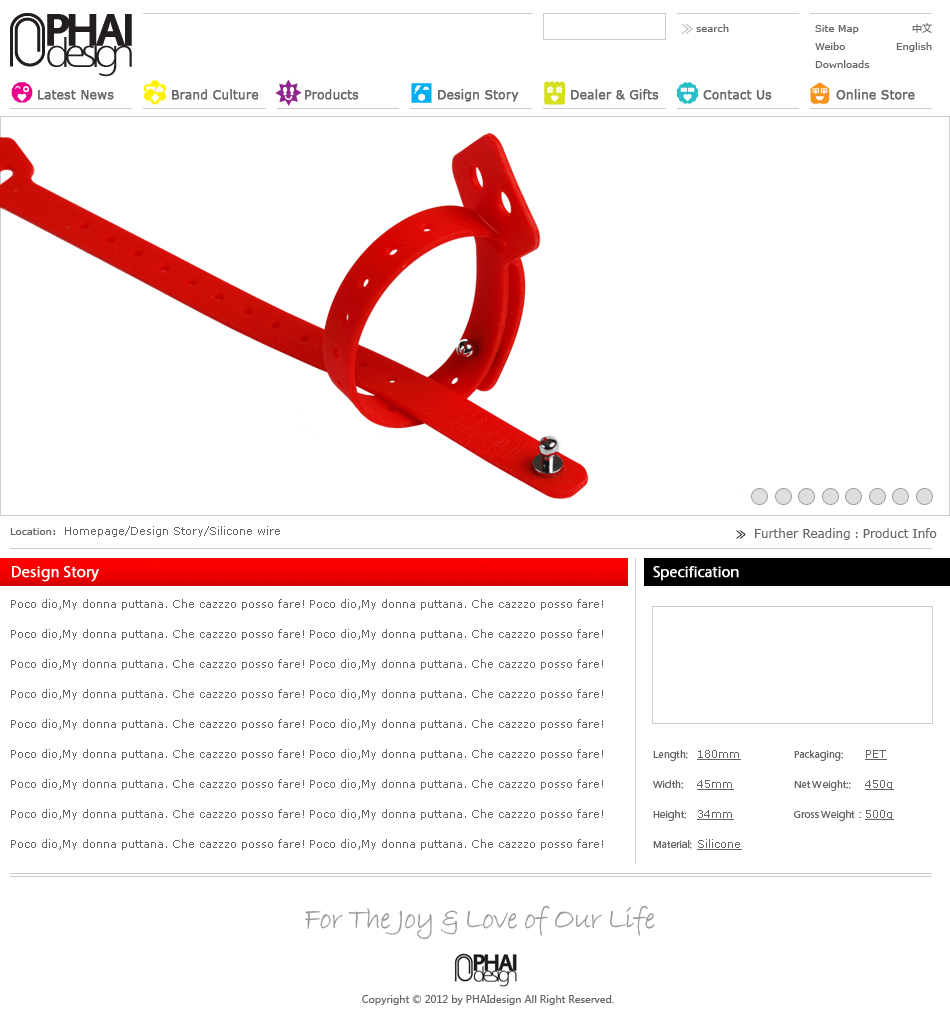 PHAI
design
search
Site Map 中文
Weibo English
Downloads
Latest News Brand Culture Products Design Story Dealer & Gifts Contact Us Online Store
Location: Homepage/Design Story/Silicone wire
Further Reading : Product Info
Design Story
Poco dio,My donna puttana. Che cazzzo posso fare! Poco dio,My donna puttana. Che cazzzo posso fare!
Poco dio,My donna puttana. Che cazzzo posso fare! Poco dio,My donna puttana. Che cazzzo posso fare!
Poco dio,My donna puttana. Che cazzzo posso fare! Poco dio,My donna puttana. Che cazzzo posso fare!
Poco dio,My donna puttana. Che cazzzo posso fare! Poco dio,My donna puttana. Che cazzzo posso fare!
Poco dio,My donna puttana. Che cazzzo posso fare! Poco dio,My donna puttana. Che cazzzo posso fare!
Poco dio,My donna puttana. Che cazzzo posso fare! Poco dio,My donna puttana. Che cazzzo posso fare!
Poco dio,My donna puttana. Che cazzzo posso fare! Poco dio,My donna puttana. Che cazzzo posso fare!
Poco dio,My donna puttana. Che cazzzo posso fare! Poco dio,My donna puttana. Che cazzzo posso fare!
Poco dio,My donna puttana. Che cazzzo posso fare! Poco dio,My donna puttana. Che cazzzo posso fare!
Specification
Length: 180mm Packaging: PET
Width: 45mm Net Weight:: 450g
Height: 34mm Gross Weight : 500g
Material: Silicone
For The Joy & Love of Our Life
PHAI
design
Copyright © 2012 by PHAIdesign All Right Reserved.